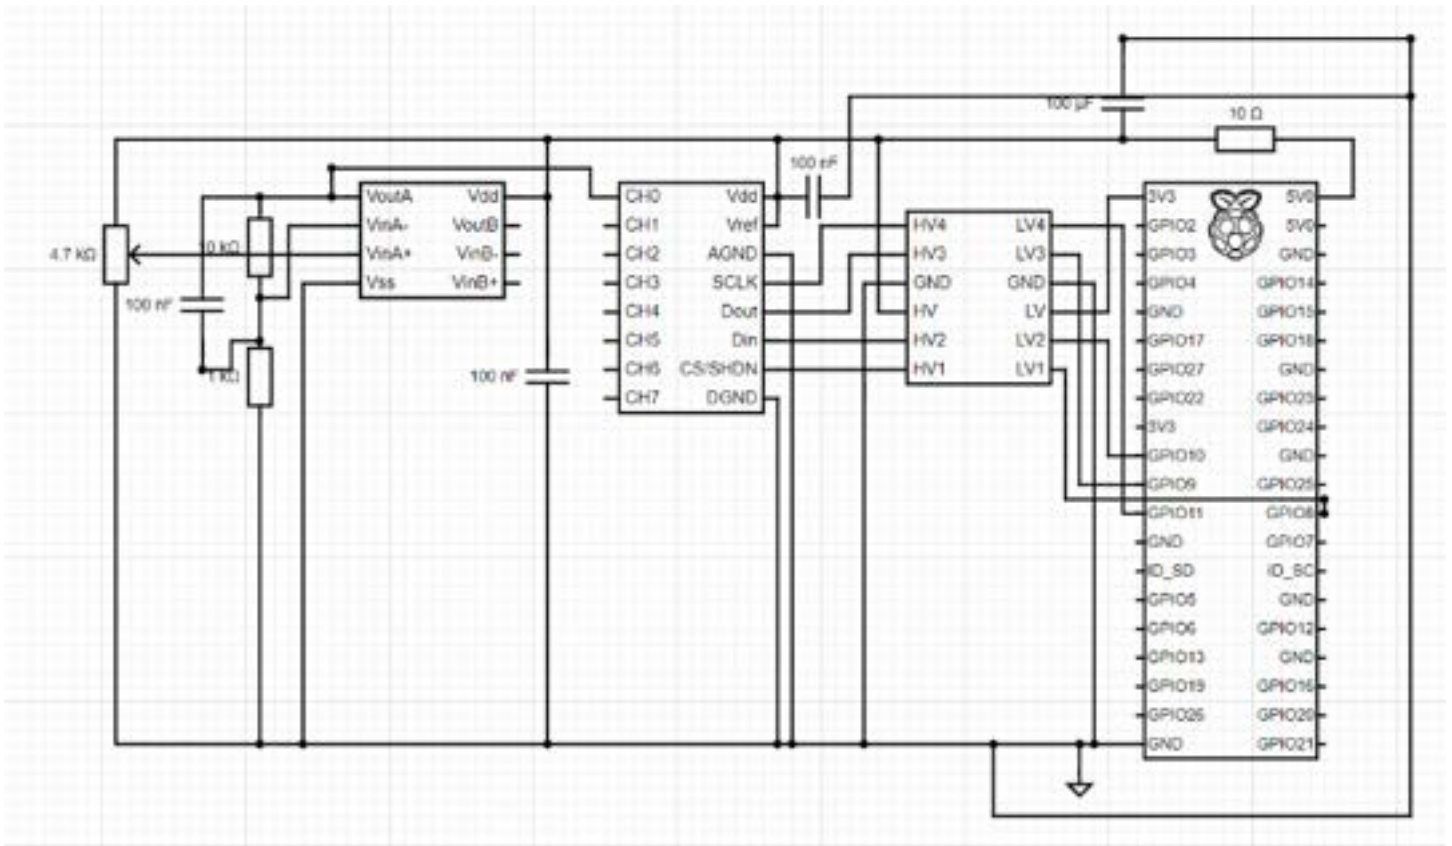 100 µF
10 Ω
100 nF
VoutA
Vdd
VinA-
VoutB
VinA+
VinB-
Vss
VinB+
4.7 KΩ
10 KΩ
100 nF
1 KΩ
100 nF
CH0
Vdd
CH1
Vref
CH2
AGND
CH3
SCLK
CH4
Dout
CH5
Din
CH6
CS/SHDN
CH7
DGND
HV4
LV4
HV3
LV3
GND
GND
HV
LV
HV2
LV2
HV1
LV1
3V3
5V0
GPIO2
5V0
GPIO3
GND
GPIO4
GPIO14
GND
GPIO15
GPIO17
GPIO18
GPIO27
GND
GPIO22
GPIO23
3V3
GPIO24
GPIO10
GND
GPIO9
GPIO25
GPIO11
GPIO8
GND
GPIO7
ID_SD
ID_SC
GPIO5
GND
GPIO6
GPIO12
GPIO13
GND
GPIO19
GPIO16
GPIO26
GPIO20
GND
GPIO21